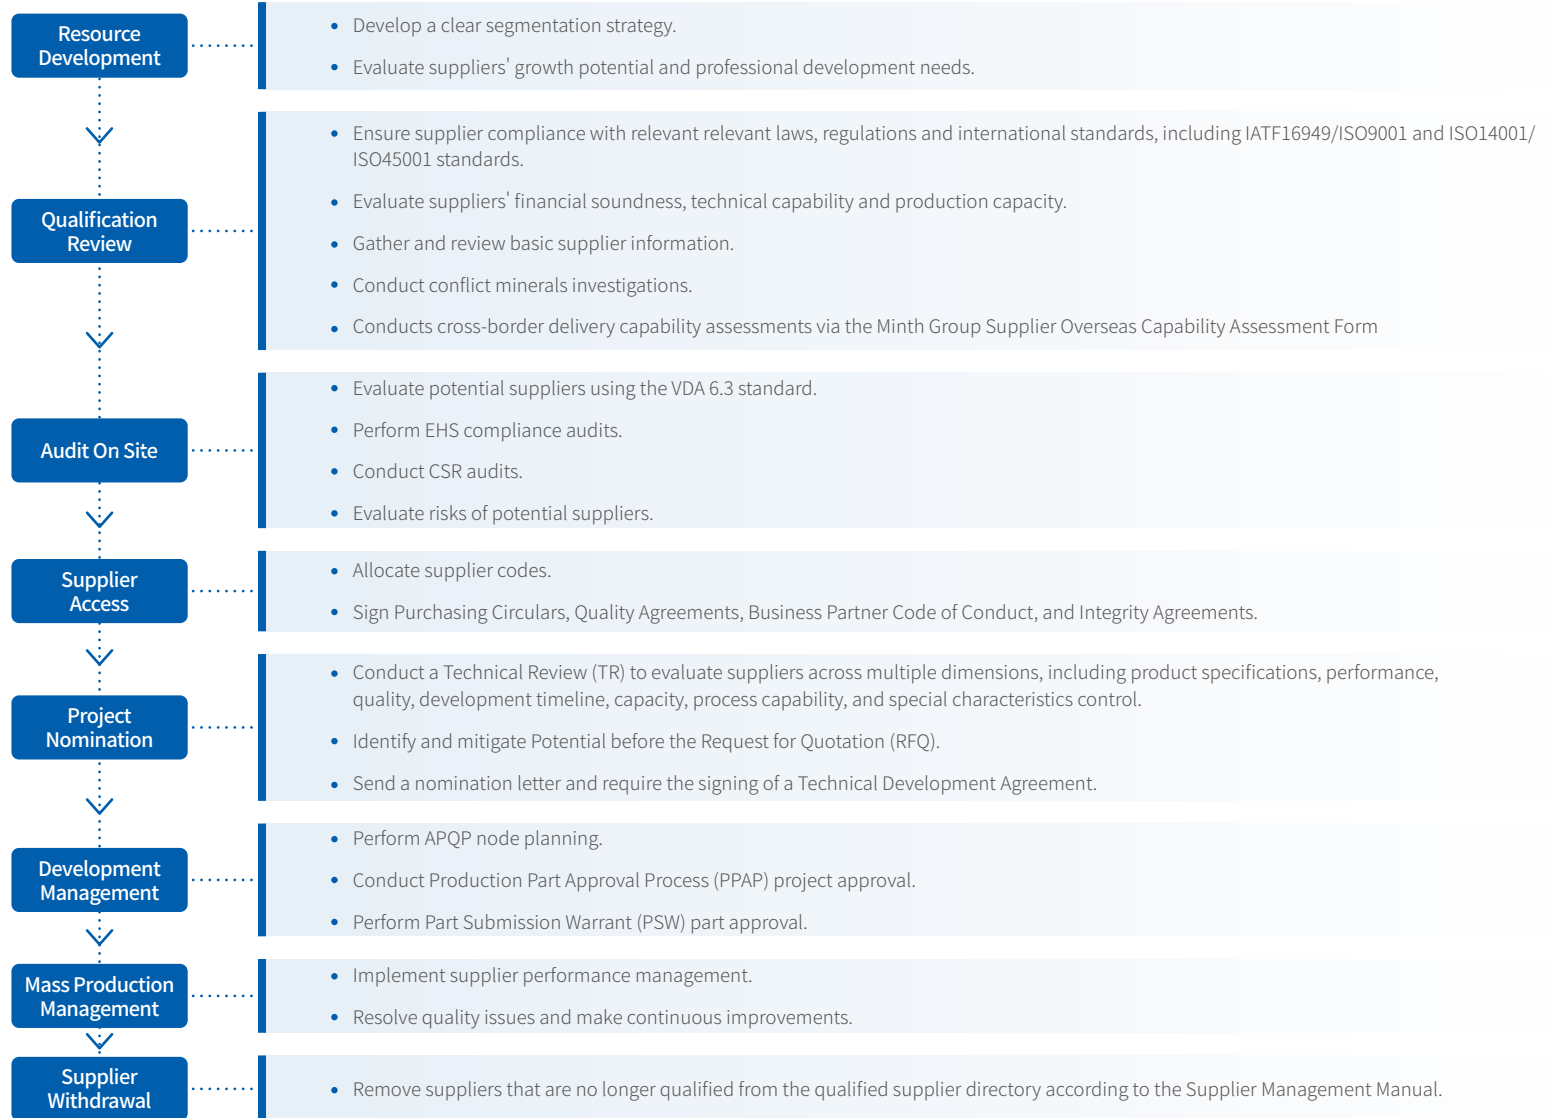 Resource
Development
• Develop a clear segmentation strategy.
• Evaluate suppliers' growth potential and professional development needs.
Qualification
Review
• Ensure supplier compliance with relevant relevant laws, regulations and international standards, including IATF16949/ISO9001 and ISO14001/
ISO45001 standards.
• Evaluate suppliers' financial soundness, technical capability and production capacity.
• Gather and review basic supplier information.
• Conduct conflict minerals investigations.
• Conducts cross-border delivery capability assessments via the Minth Group Supplier Overseas Capability Assessment Form
Audit On Site
• Evaluate potential suppliers using the VDA 6.3 standard.
• Perform EHS compliance audits.
• Conduct CSR audits.
• Evaluate risks of potential suppliers.
Supplier
Access
• Allocate supplier codes.
• Sign Purchasing Circulars, Quality Agreements, Business Partner Code of Conduct, and Integrity Agreements.
Project
Nomination
• Conduct a Technical Review (TR) to evaluate suppliers across multiple dimensions, including product specifications, performance,
quality, development timeline, capacity, process capability, and special characteristics control.
• Identify and mitigate Potential before the Request for Quotation (RFQ).
• Send a nomination letter and require the signing of a Technical Development Agreement.
Development
Management
• Perform APQP node planning.
• Conduct Production Part Approval Process (PPAP) project approval.
• Perform Part Submission Warrant (PSW) part approval.
Mass Production
Management
• Implement supplier performance management.
• Resolve quality issues and make continuous improvements.
Supplier
Withdrawal
• Remove suppliers that are no longer qualified from the qualified supplier directory according to the Supplier Management Manual.